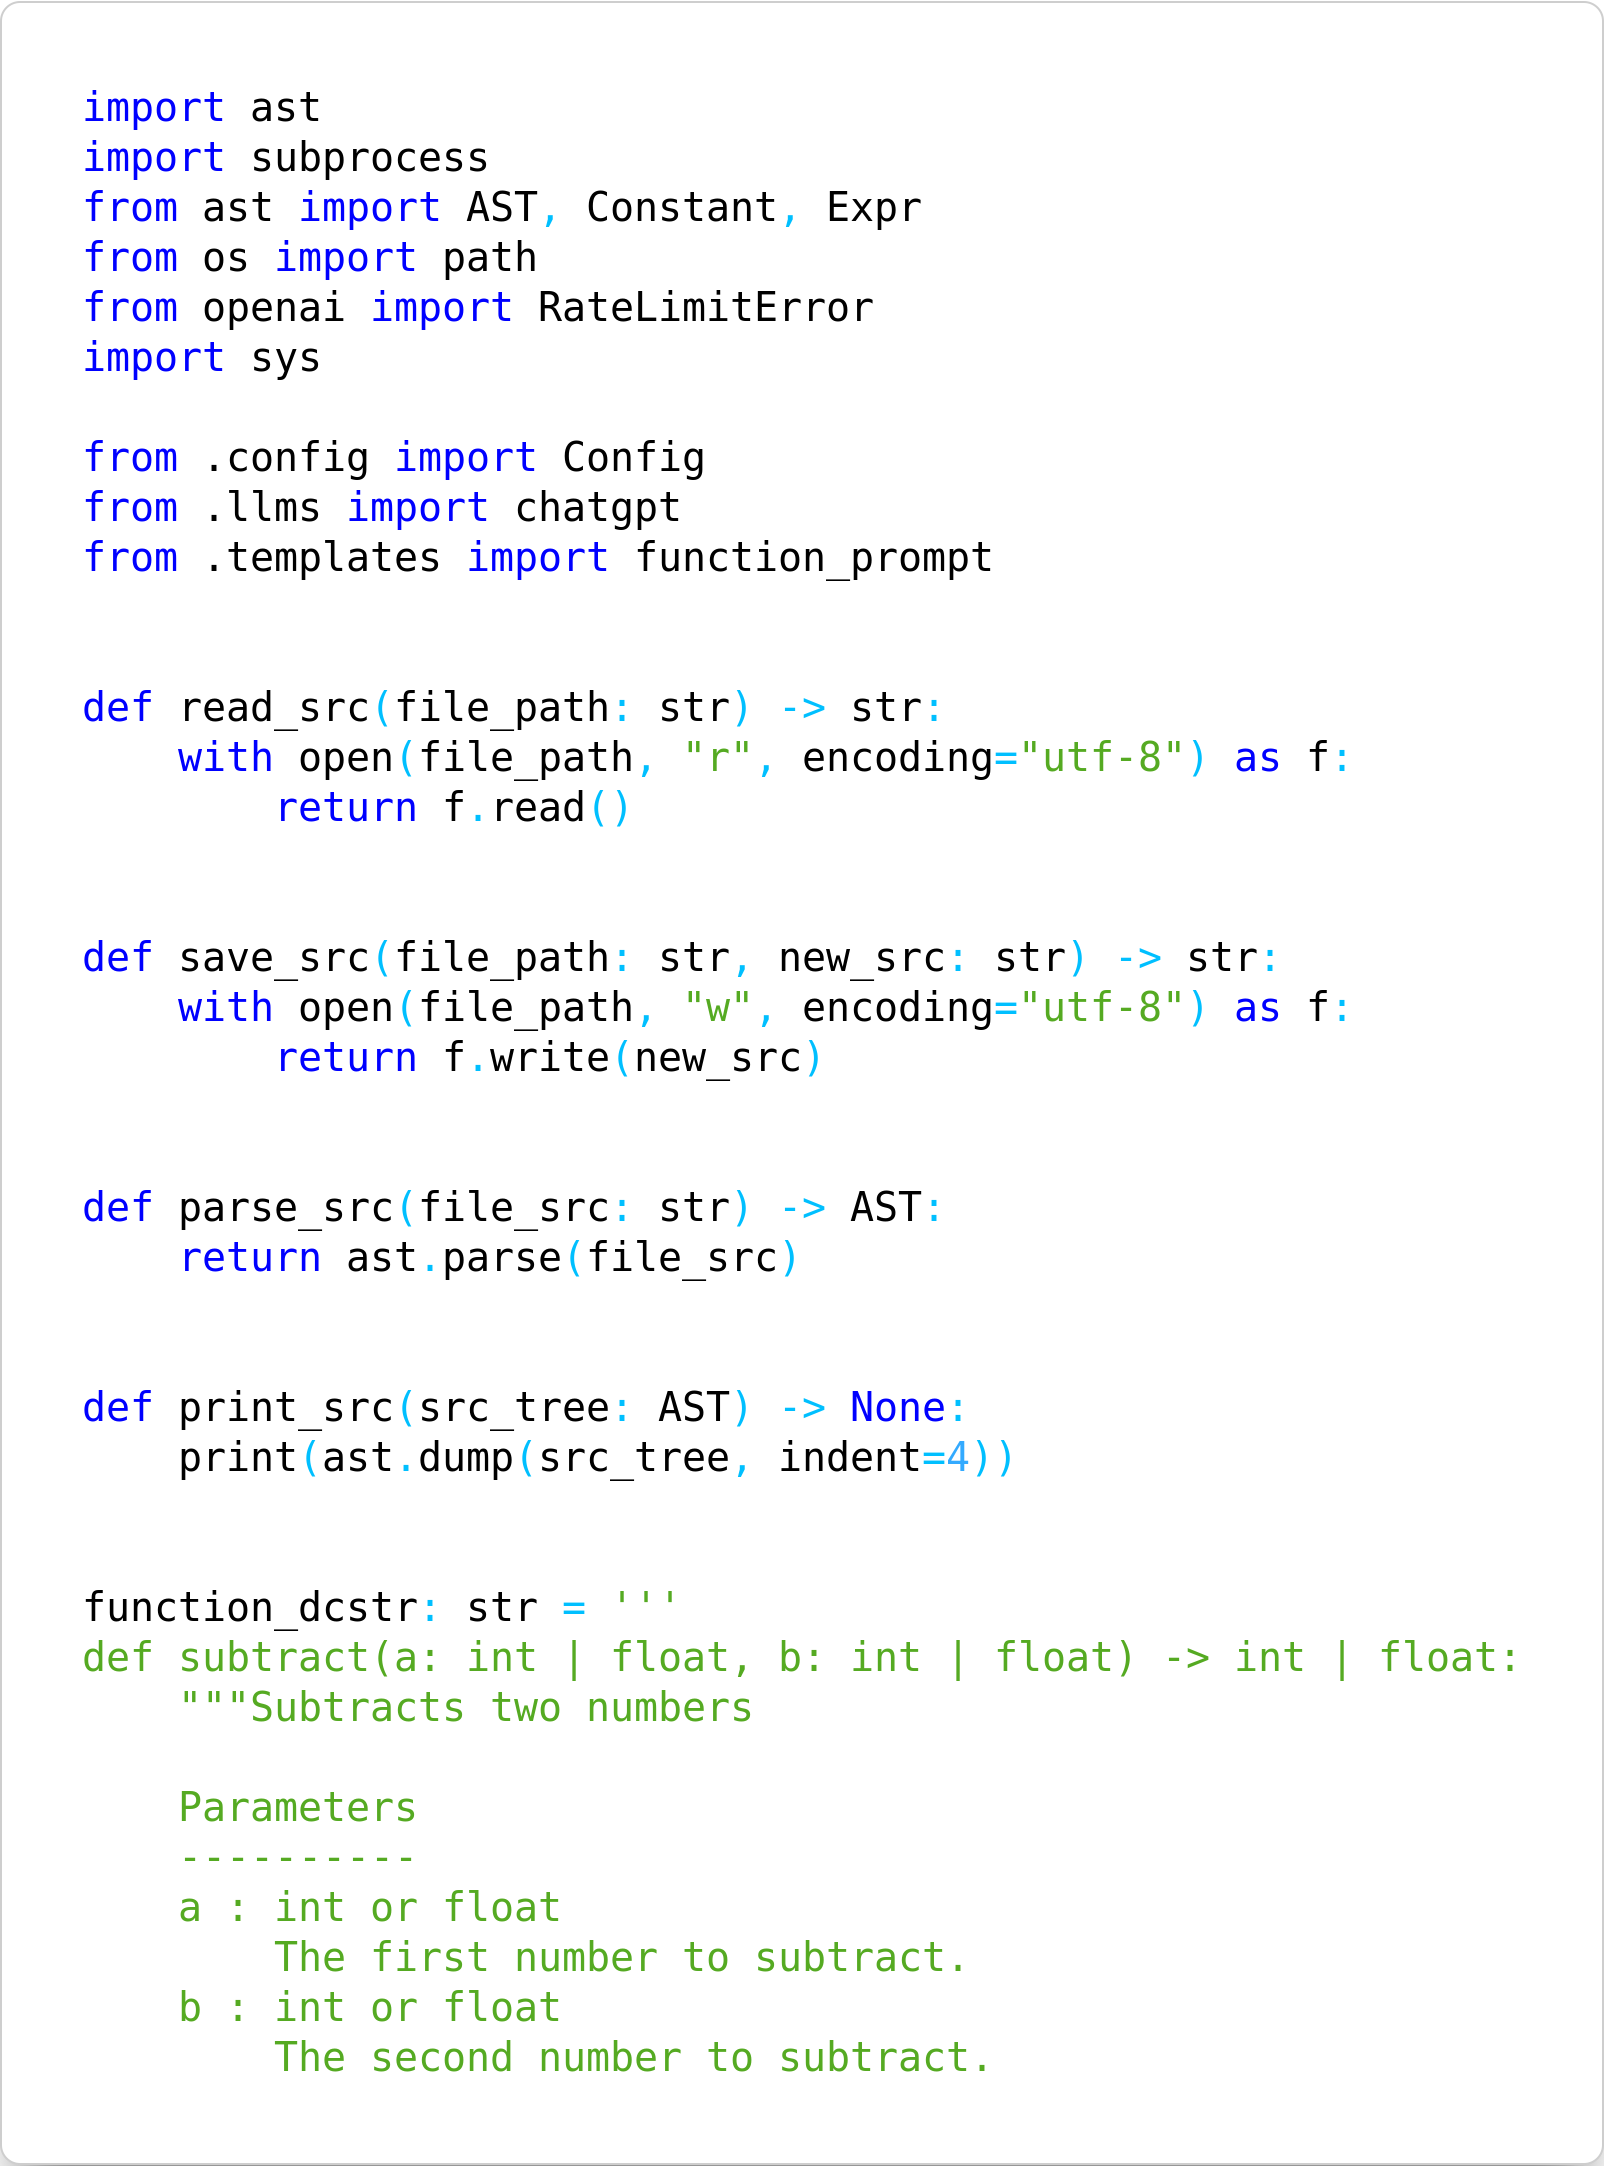 import ast
import subprocess
from ast import AST, Constant, Expr
from os import path
from openai import RateLimitError
import sys

from .config import Config
from .llms import chatgpt
from .templates import function_prompt


def read_src(file_path: str) -> str:
    with open(file_path, "r", encoding="utf-8") as f:
        return f.read()


def save_src(file_path: str, new_src: str) -> str:
    with open(file_path, "w", encoding="utf-8") as f:
        return f.write(new_src)


def parse_src(file_src: str) -> AST:
    return ast.parse(file_src)


def print_src(src_tree: AST) -> None:
    print(ast.dump(src_tree, indent=4))


function_dcstr: str = '''
def subtract(a: int | float, b: int | float) -> int | float:
    """Subtracts two numbers

    Parameters
    ----------
    a : int or float
        The first number to subtract.
    b : int or float
        The second number to subtract.